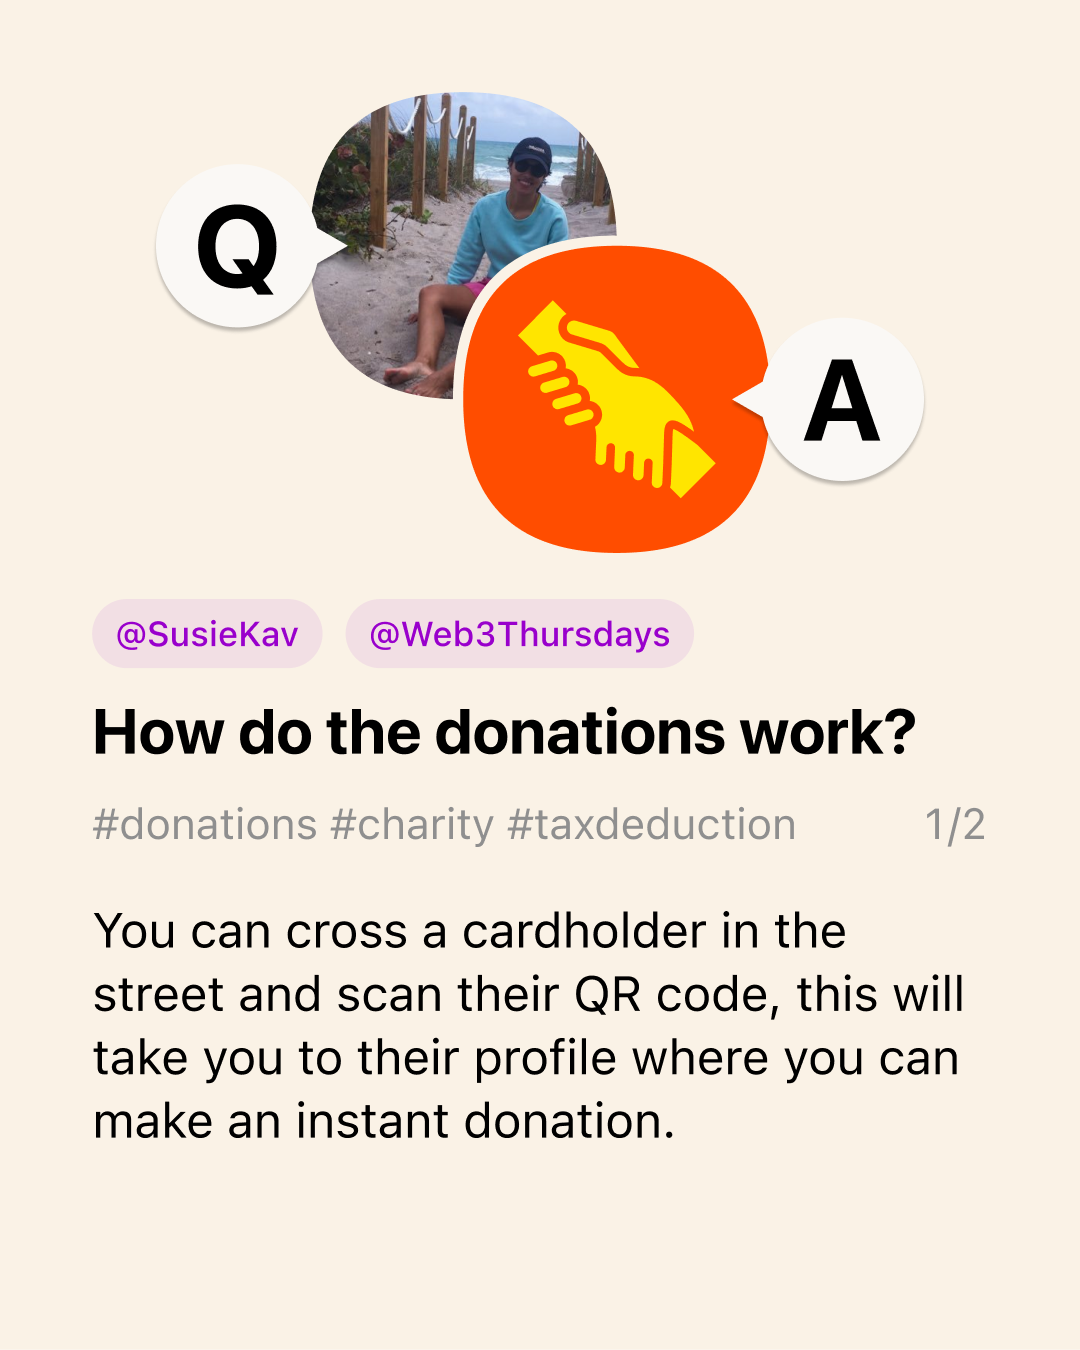 Q
A
@SusieKav @Web3Thursdays
How do the donations work?
#donations #charity #taxdeduction 1/2
You can cross a cardholder in the
street and scan their QR code, this will
take you to their profile where you can
make an instant donation.